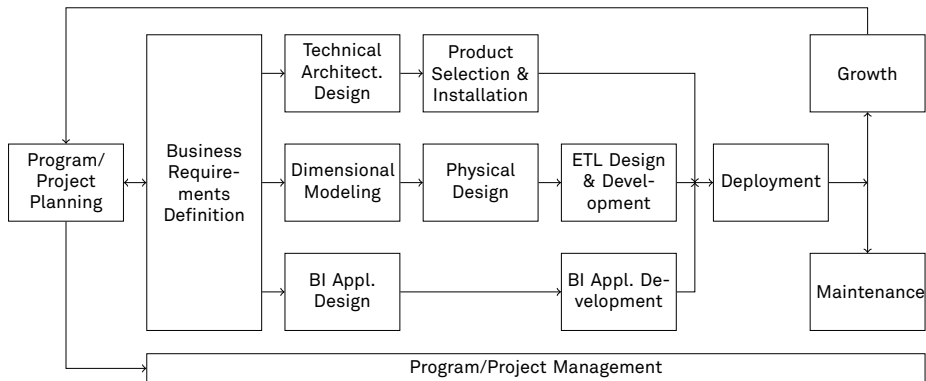 Program/
Project
Planning
Business
Require-
ments
Definition
Technical
Architect.
Design
Product
Selection &
Installation
Dimensional
Modeling
Physical
Design
ETL Design
& Devel-
opment
BI Appl.
Design
BI Appl. De-
velopment
Deployment
Growth
Maintenance
Program/Project Management